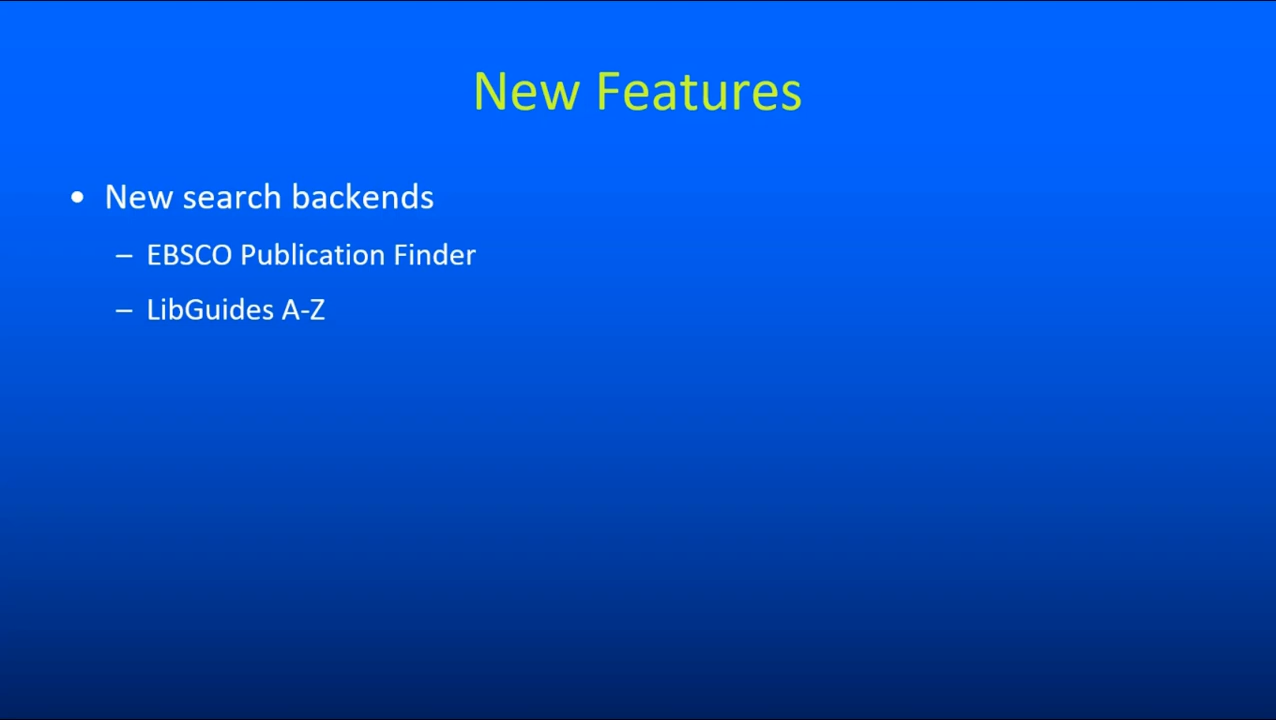 New Features
• New search backends
– EBSCO Publication Finder
– LibGuides A-Z